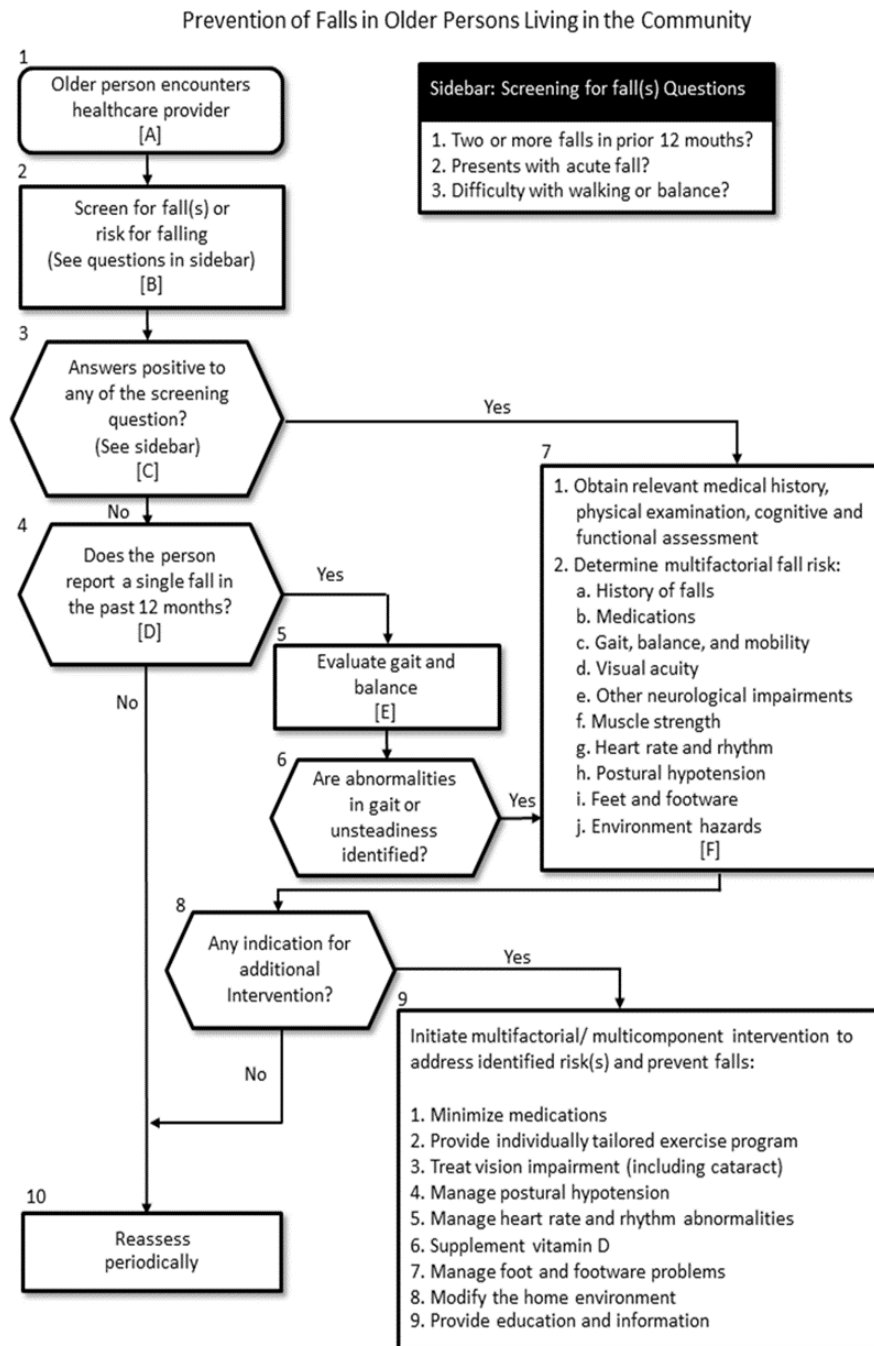 Prevention of Falls in Older Persons Living in the Community
1
Older person encounters
healthcare provider
[A]
Sidebar: Screening for fall(s) Questions
1. Two or more falls in prior 12 mouths?
2. Presents with acute fall?
3. Difficulty with walking or balance?
2
Screen for fall(s) or
risk for falling
(See questions in sidebar)
[B]
3
Answers positive to
any of the screening
question?
(See sidebar)
[C]
Yes
No
4
Does the person
report a single fall in
the past 12 months?
[D]
Yes
No
5
Evaluate gait and
balance
[E]
6
Are abnormalities
in gait or
unsteadiness
identified?
Yes
7
1. Obtain relevant medical history,
physical examination, cognitive and
functional assessment
2. Determine multifactorial fall risk:
a. History of falls
b. Medications
c. Gait, balance, and mobility
d. Visual acuity
e. Other neurological impairments
f. Muscle strength
g. Heart rate and rhythm
h. Postural hypotension
i. Feet and footware
j. Environment hazards
[F]
8
Any indication for
additional
Intervention?
Yes
No
9
Initiate multifactorial/ multicomponent intervention to
address identified risk(s) and prevent falls:
1. Minimize medications
2. Provide individually tailored exercise program
3. Treat vision impairment (including cataract)
4. Manage postural hypotension
5. Manage heart rate and rhythm abnormalities
6. Supplement vitamin D
7. Manage foot and footware problems
8. Modify the home environment
9. Provide education and information
10
Reassess
periodically